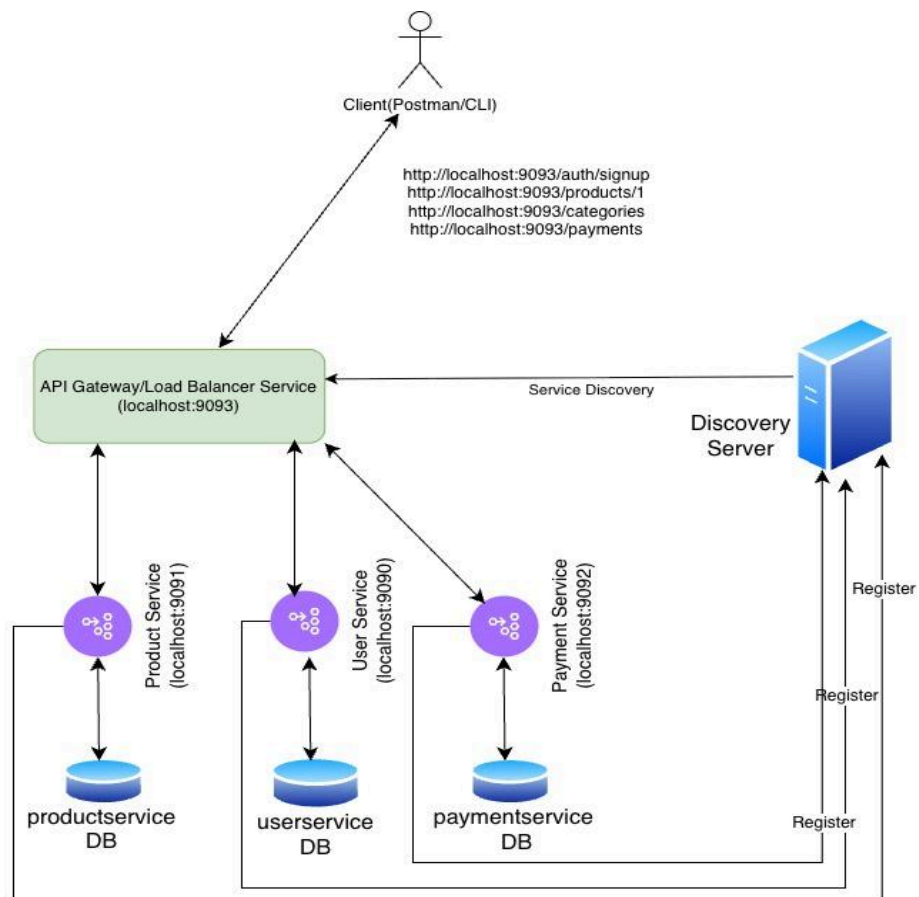 Client(Postman/CLI)
http://localhost:9093/auth/signup
http://localhost:9093/products/1
http://localhost:9093/categories
http://localhost:9093/payments
API Gateway/Load Balancer Service
(localhost:9093)
Service Discovery
Discovery
Server
Product Service
(localhost:9091)
User Service
(localhost:9090)
Payment Service
(localhost:9092)
Register
Register
Register
productservice
DB
userservice
DB
paymentservice
DB